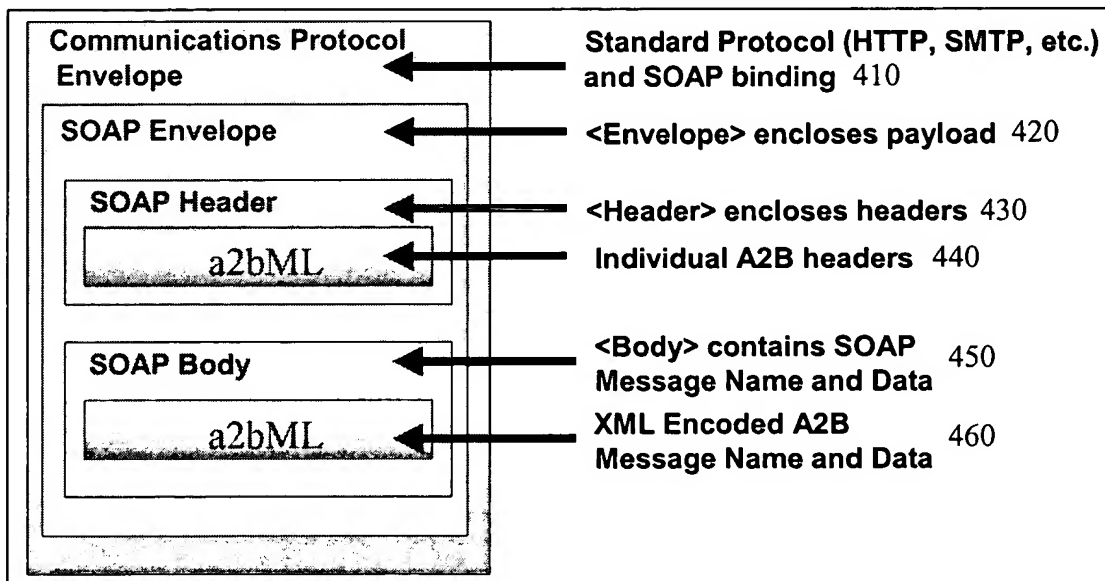 Communications Protocol
Envelope
Standard Protocol (HTTP, SMTP, etc.)
and SOAP binding 410
SOAP Envelope
<Envelope> encloses payload 420
SOAP Header
<Header> encloses headers 430
a2bML
Individual A2B headers 440
SOAP Body
<Body> contains SOAP
Message Name and Data 450
a2bML
XML Encoded A2B
Message Name and Data 460